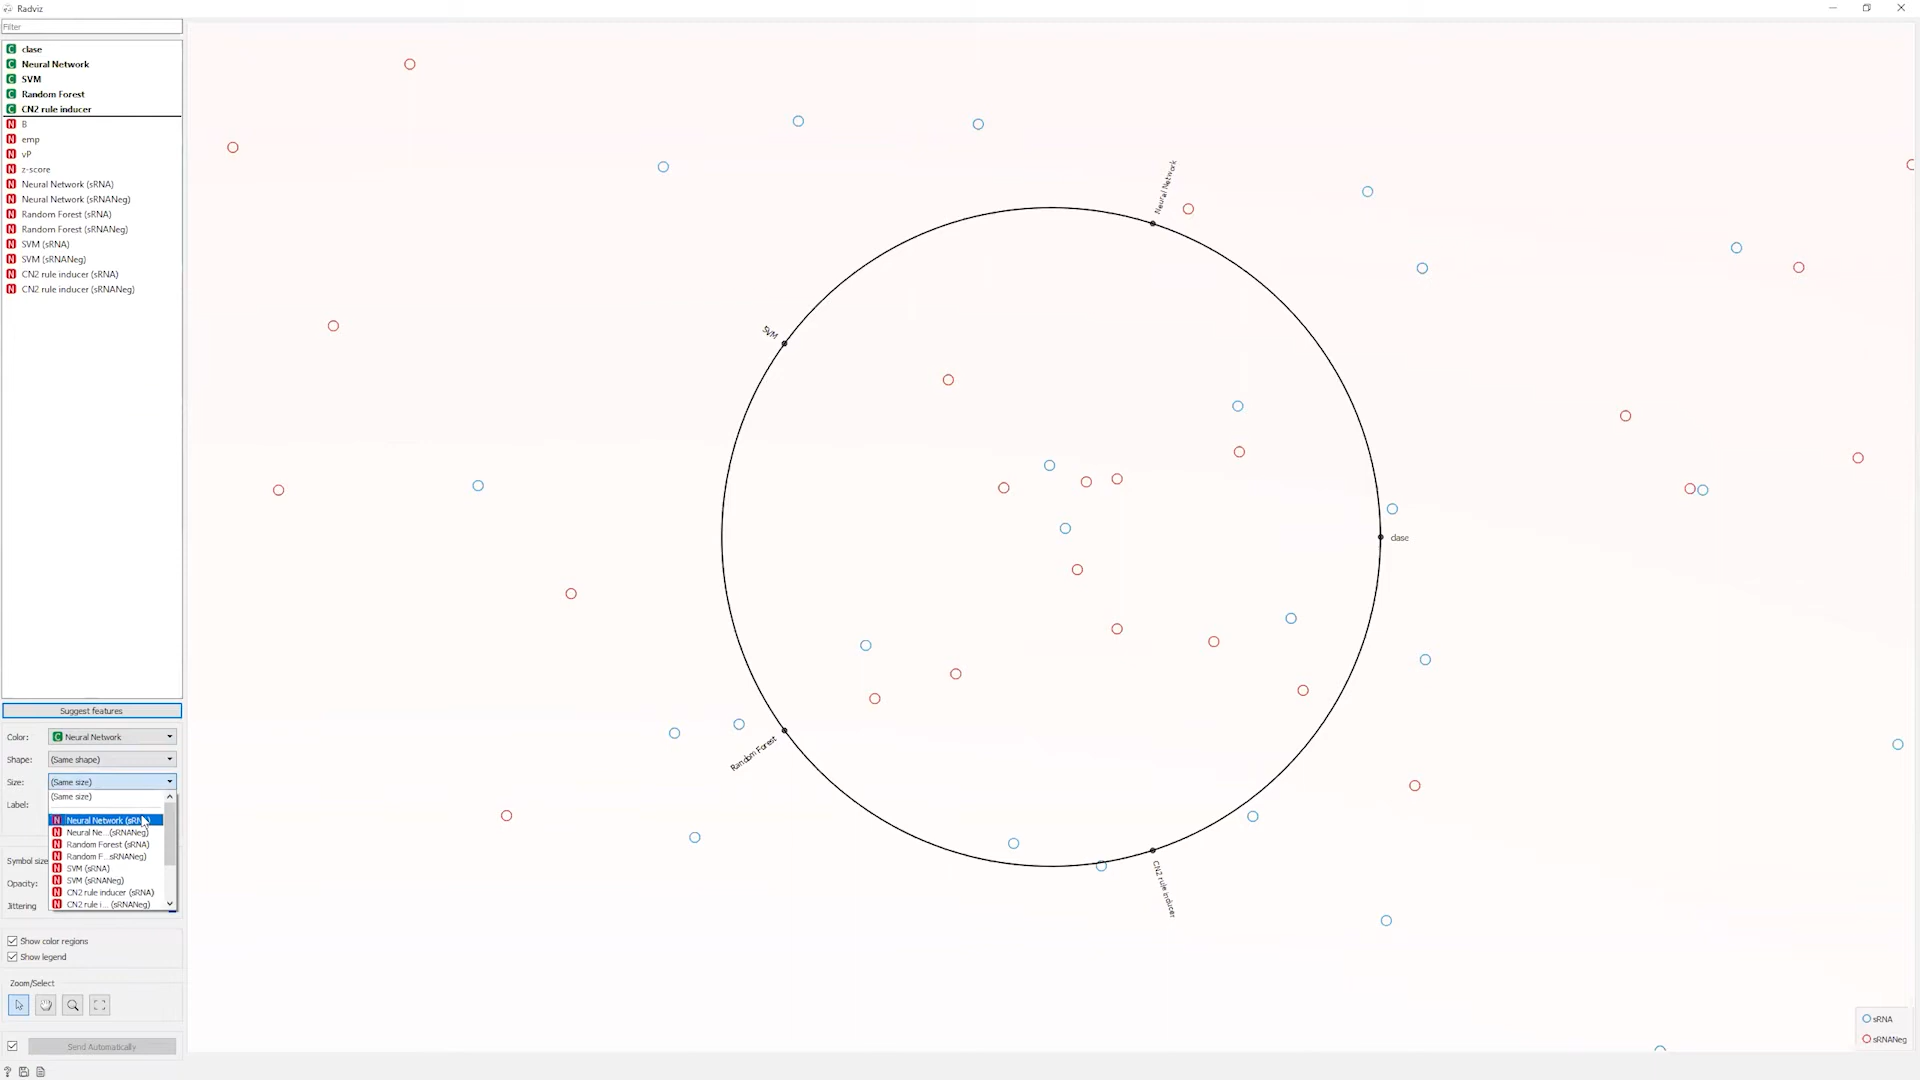 Radviz
Filter
C clase
C Neural Network
C SVM
C Random Forest
C CN2 rule inducer
N B
N emp
N vP
N z-score
N Neural Network (sRNA)
N Neural Network (sRNANeg)
N Random Forest (sRNA)
N Random Forest (sRNANeg)
N SVM (sRNA)
N SVM (sRNANeg)
N CN2 rule inducer (sRNA)
N CN2 rule inducer (sRNANeg)
Suggest features
Color: C Neural Network
Shape: (Same shape)
Size: (Same size)
(Same size)
Label:
N Neural Network (sRNA)
N Neural Ne...(sRNANeg)
N Random Forest (sRNA)
N Random F...sRNANeg)
N SVM (sRNA)
N SVM (sRNANeg)
N CN2 rule inducer (sRNA)
N CN2 rule i... (sRNANeg)
Symbol size
Opacity:
Jittering
Show color regions
Show legend
Zoom/Select
Send Automatically
?
Neural Network
SVM
clase
Random Forest
CN2 rule inducer
sRNA
sRNANeg